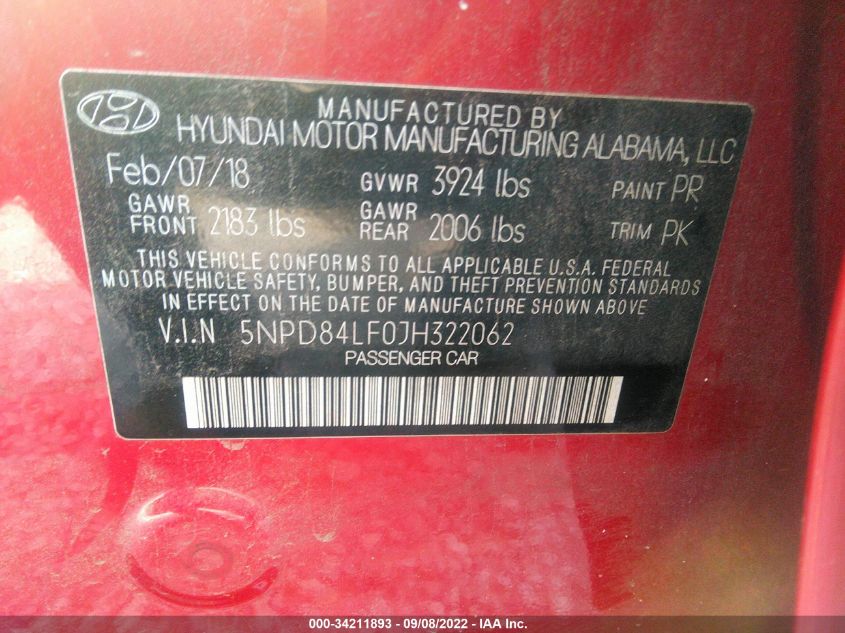 MANUFACTURED BY
HYUNDAI MOTOR MANUFACTURING ALABAMA, LLC
Feb/07/18 GVWR 3924 lbs PAINT PR
GAWR FRONT 2183 lbs GAWR REAR 2006 lbs TRIM PK
THIS VEHICLE CONFORMS TO ALL APPLICABLE U.S.A. FEDERAL
MOTOR VEHICLE SAFETY, BUMPER, AND THEFT PREVENTION STANDARDS
IN EFFECT ON THE DATE OF MANUFACTURE SHOWN ABOVE.
V.I.N 5NPD84LF0JH322062
PASSENGER CAR
000-34211893 - 09/08/2022 - IAA Inc.